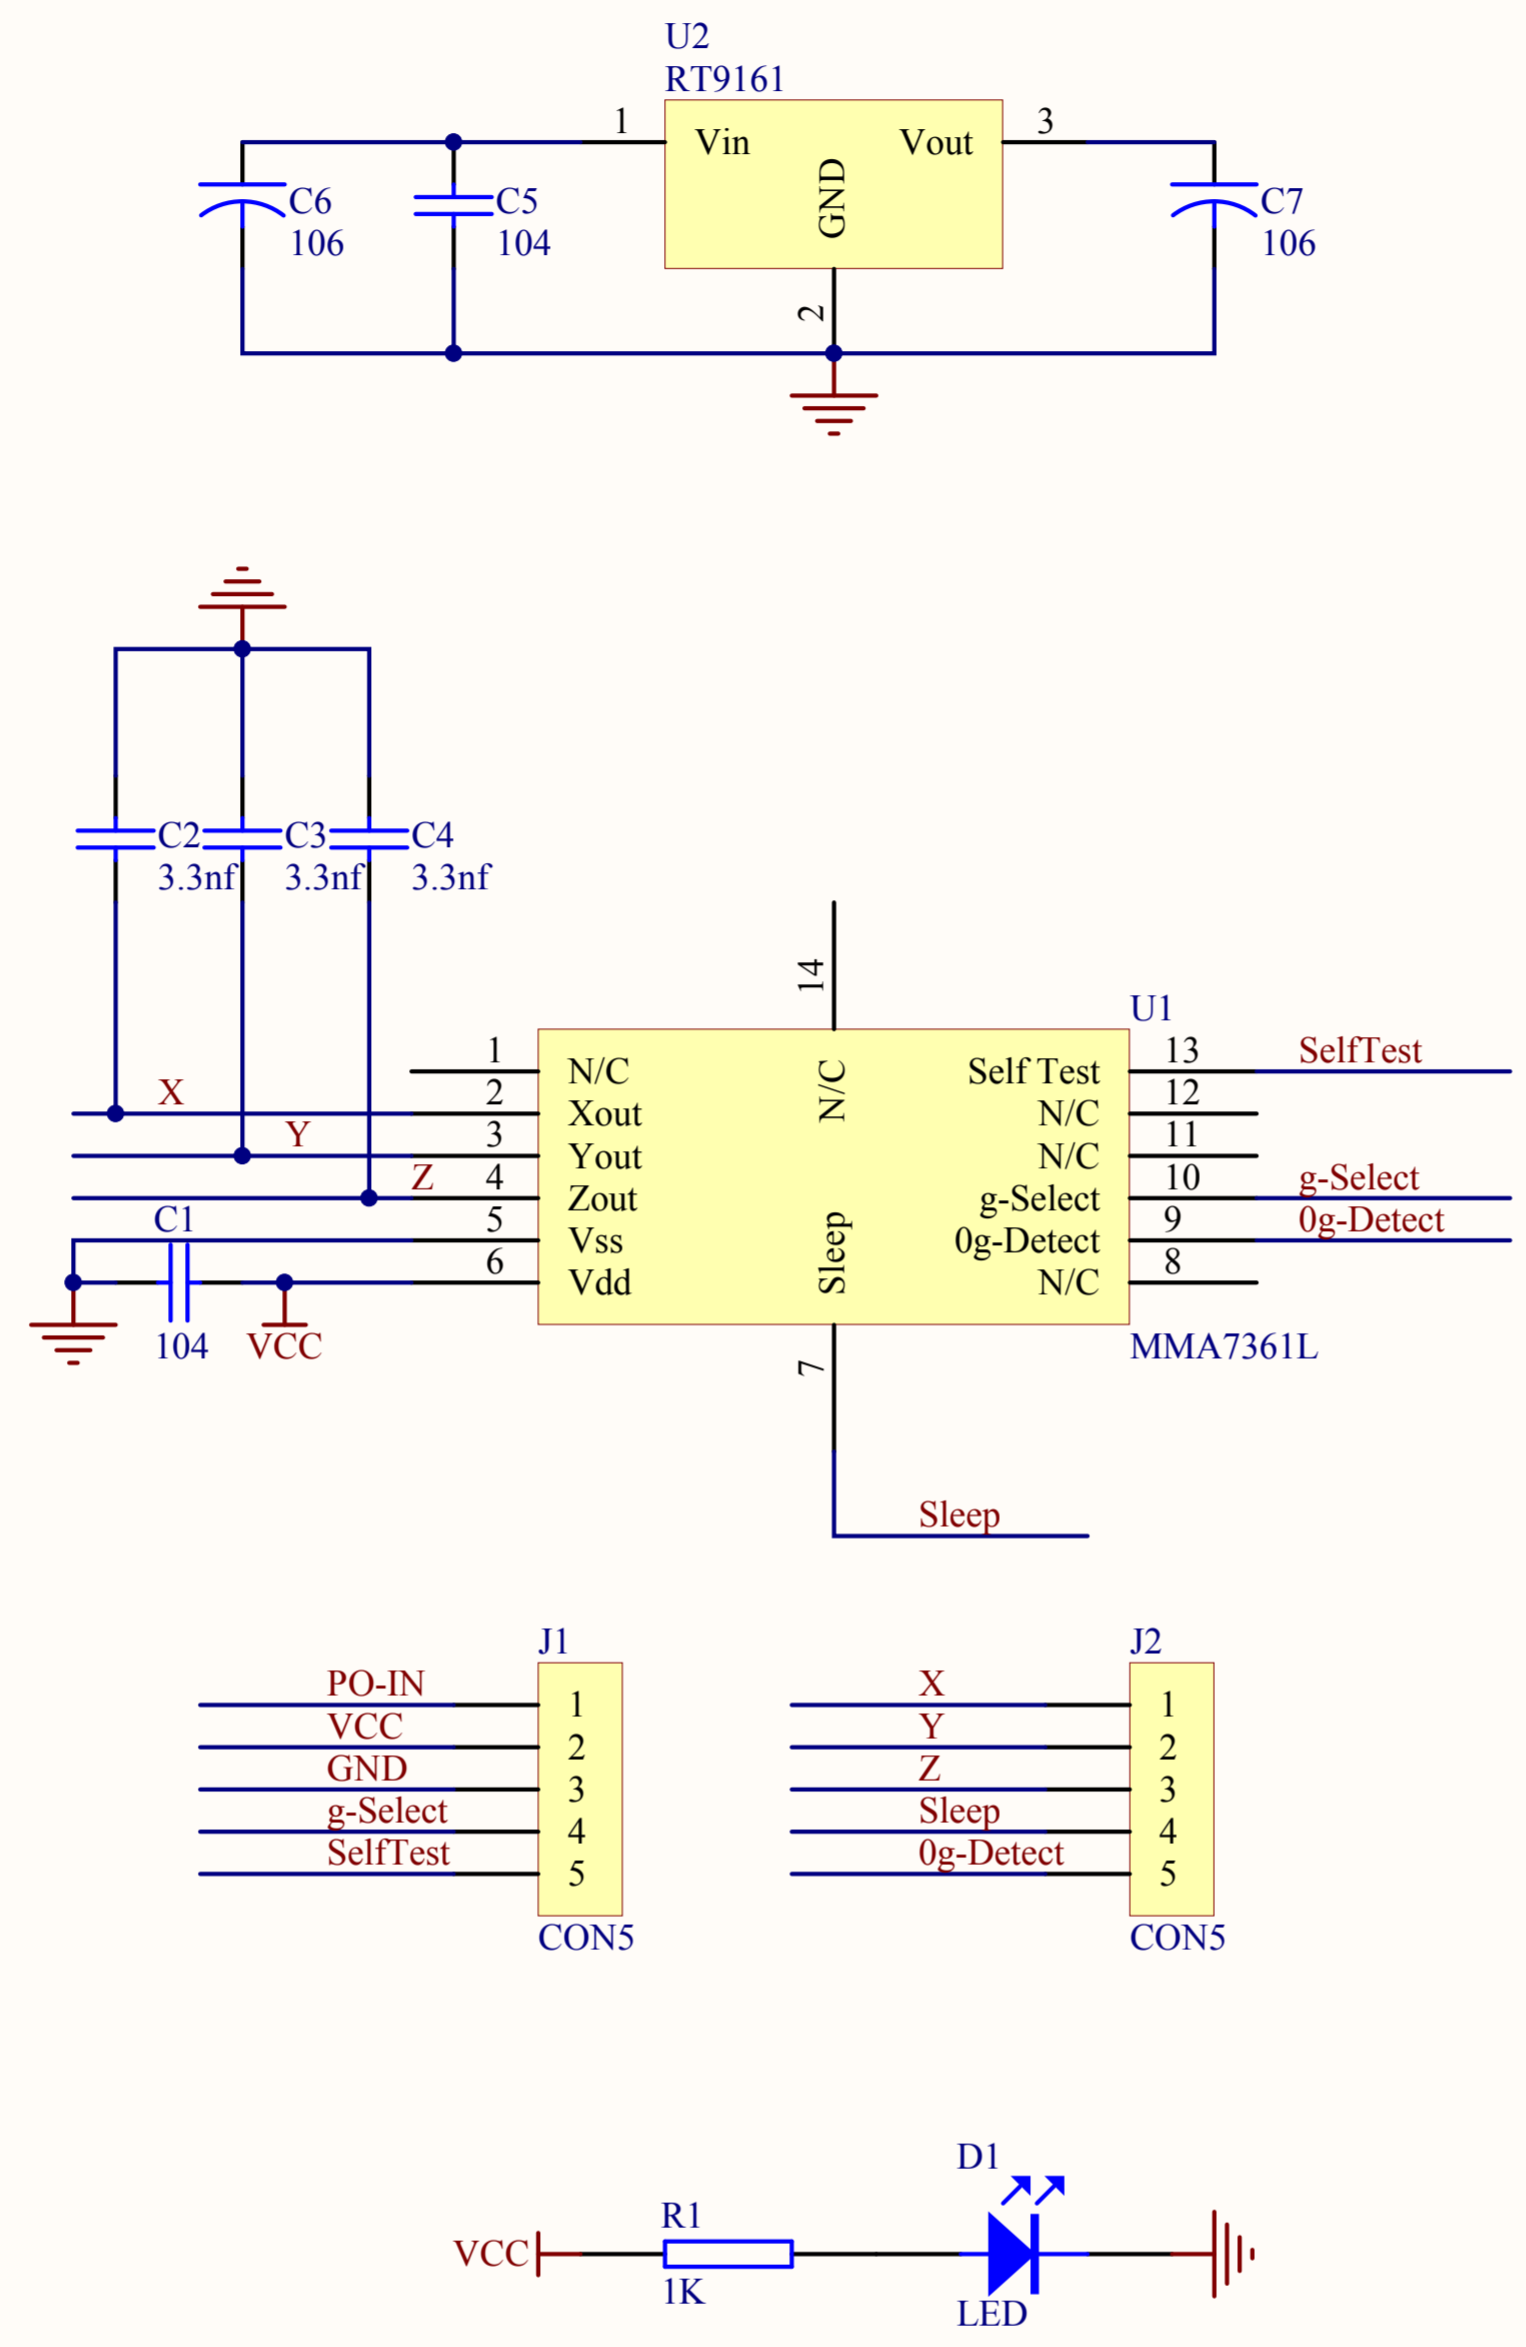 U2
RT9161
1
Vin
Vout
3
GND
2
C6
106
C5
104
C7
106
C2
3.3nf
C3
3.3nf
C4
3.3nf
14
U1
1
N/C
N/C
Self Test
13
SelfTest
X
2
Xout
N/C
12
Y
3
Yout
N/C
11
Z
4
Zout
g-Select
10
g-Select
C1
5
Vss
0g-Detect
9
0g-Detect
6
Vdd
Sleep
N/C
8
104
VCC
MMA7361L
7
Sleep
J1
PO-IN
1
VCC
2
GND
3
g-Select
4
SelfTest
5
CON5
J2
X
1
Y
2
Z
3
Sleep
4
0g-Detect
5
CON5
D1
R1
VCC
1K
LED